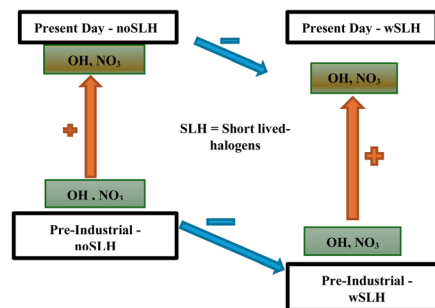 Present Day - noSLH
Present Day - wSLH
OH, NO3
OH, NO3
SLH = Short lived-
halogens
OH , NO3
OH, NO3
Pre-Industrial -
noSLH
Pre-Industrial -
wSLH